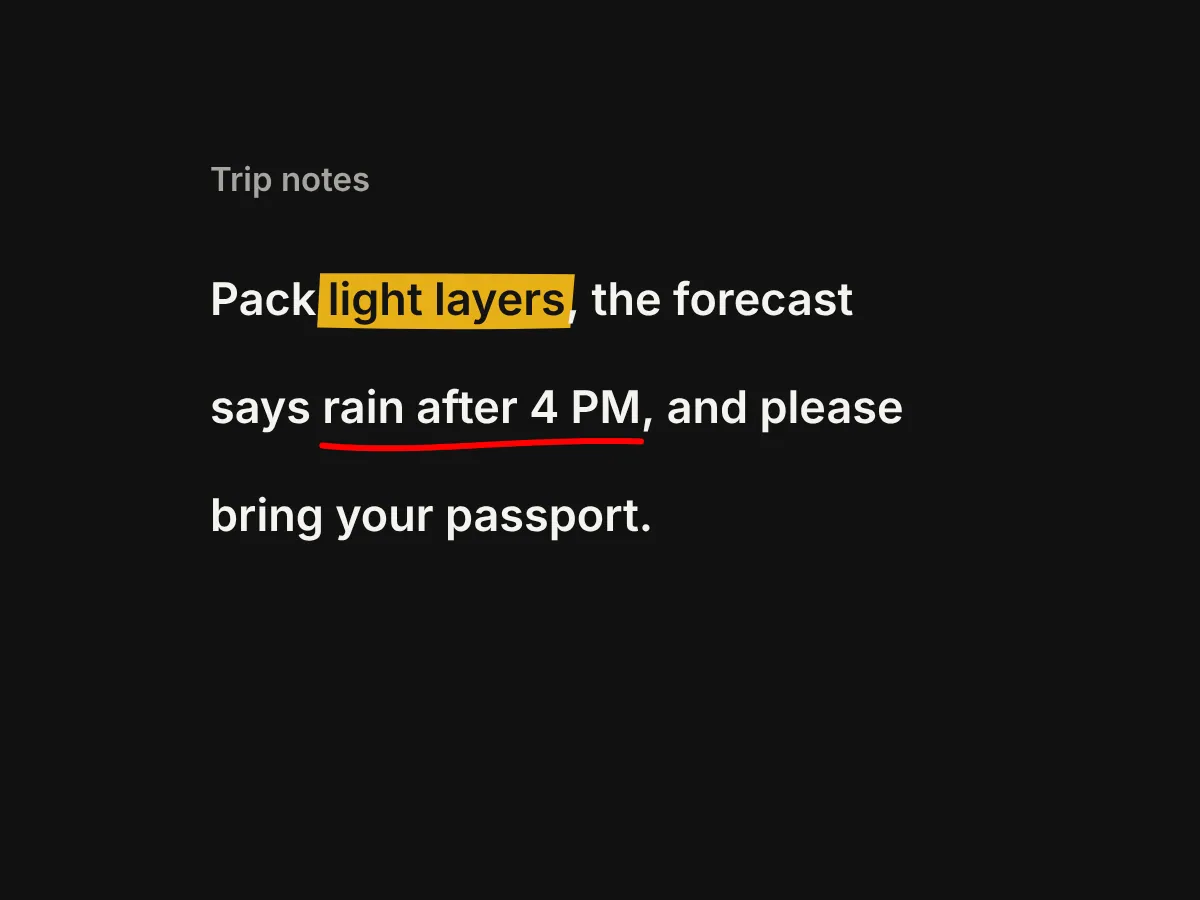 Trip notes
Pack light layers, the forecast
says rain after 4 PM, and please
bring your passport.